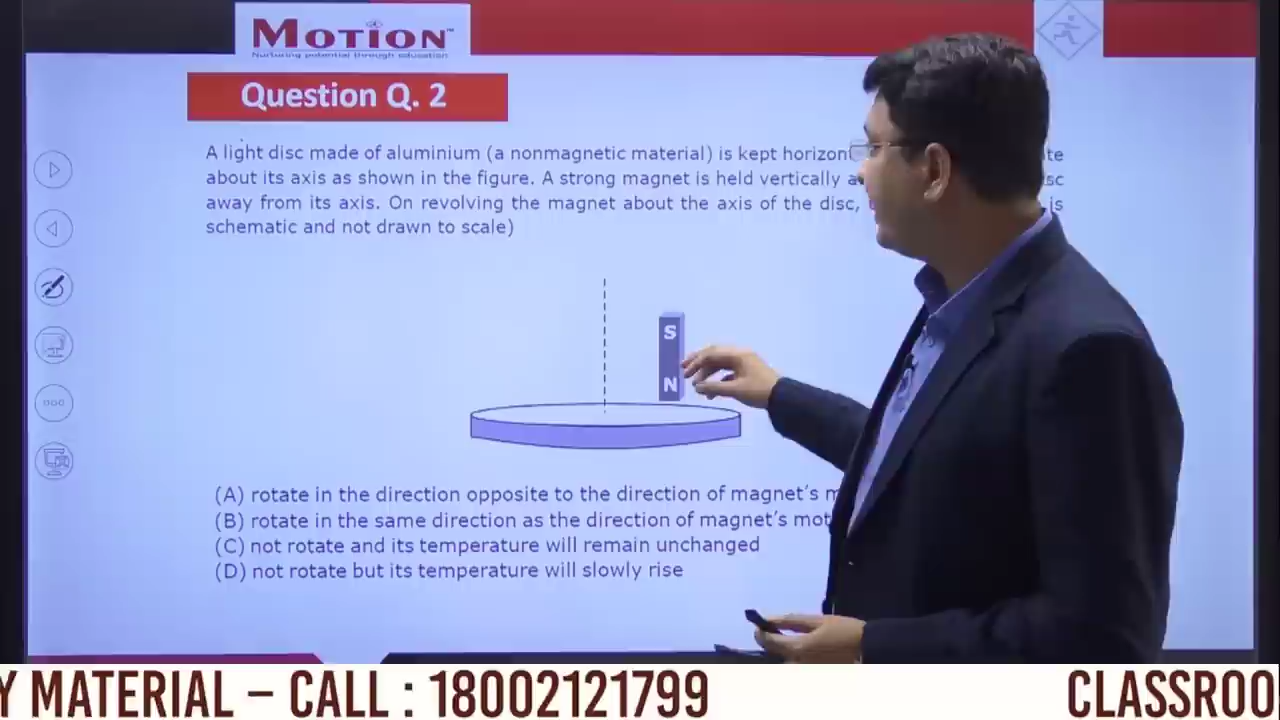 MOTION™
Nurturing potential through education
Question Q. 2
A light disc made of aluminium (a nonmagnetic material) is kept
about its axis as shown in the figure. A strong magnet is held vertically
away from its axis. On revolving the magnet about the axis of the disc, is
schematic and not drawn to scale)
S
N
(A) rotate in the direction opposite to the direction of magnet's
(B) rotate in the same direction as the direction of magnet's
(C) not rotate and its temperature will remain unchanged
(D) not rotate but its temperature will slowly rise
Y MATERIAL – CALL : 18002121799 CLASSROO